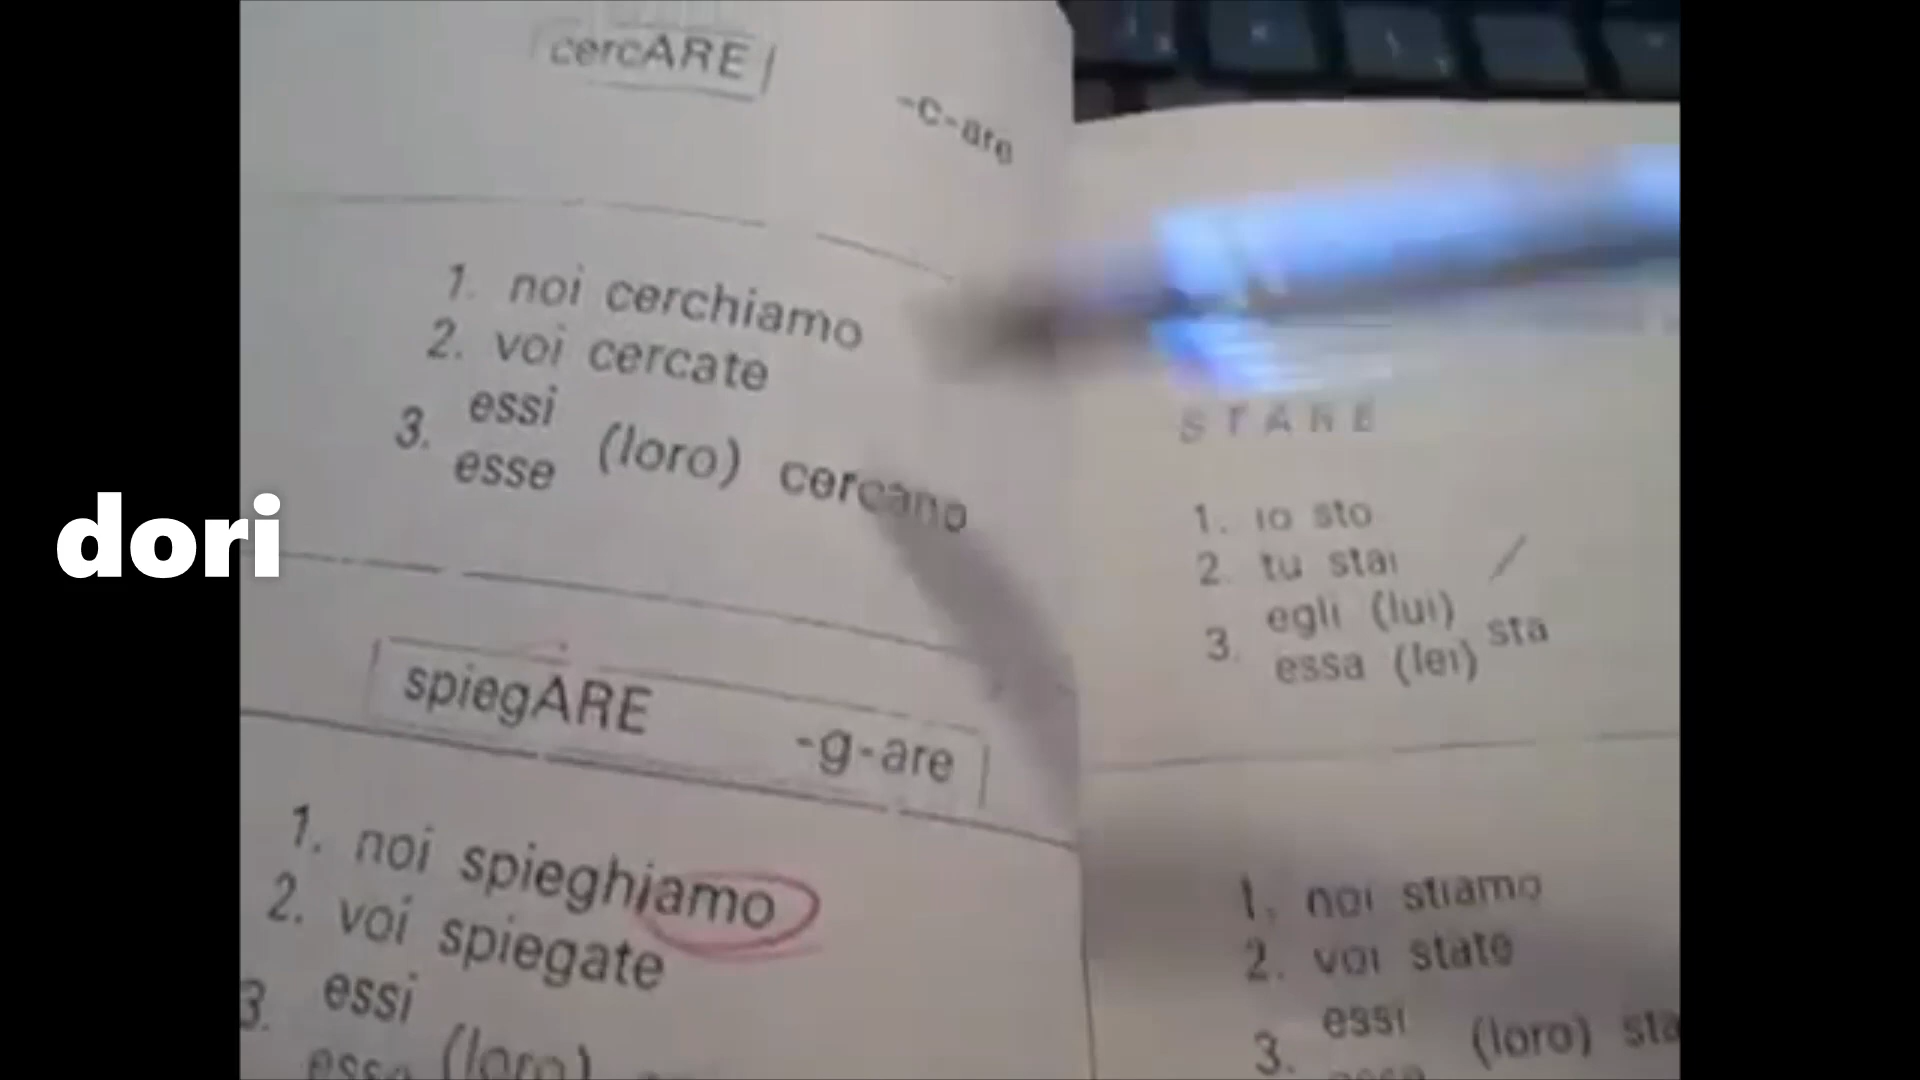 cercARE
-c-are
1. noi cerchiamo
2. voi cercate
essi
3. (loro) cercano
esse
dori
spiegARE -g-are
1. noi spieghiamo
2. voi spiegate
essi
3.
(loro)
STARE
1. io sto
2. tu stai
egli (lui)
3. sta
essa (lei)
1. noi stiamo
2. voi state
essi
3. (loro)